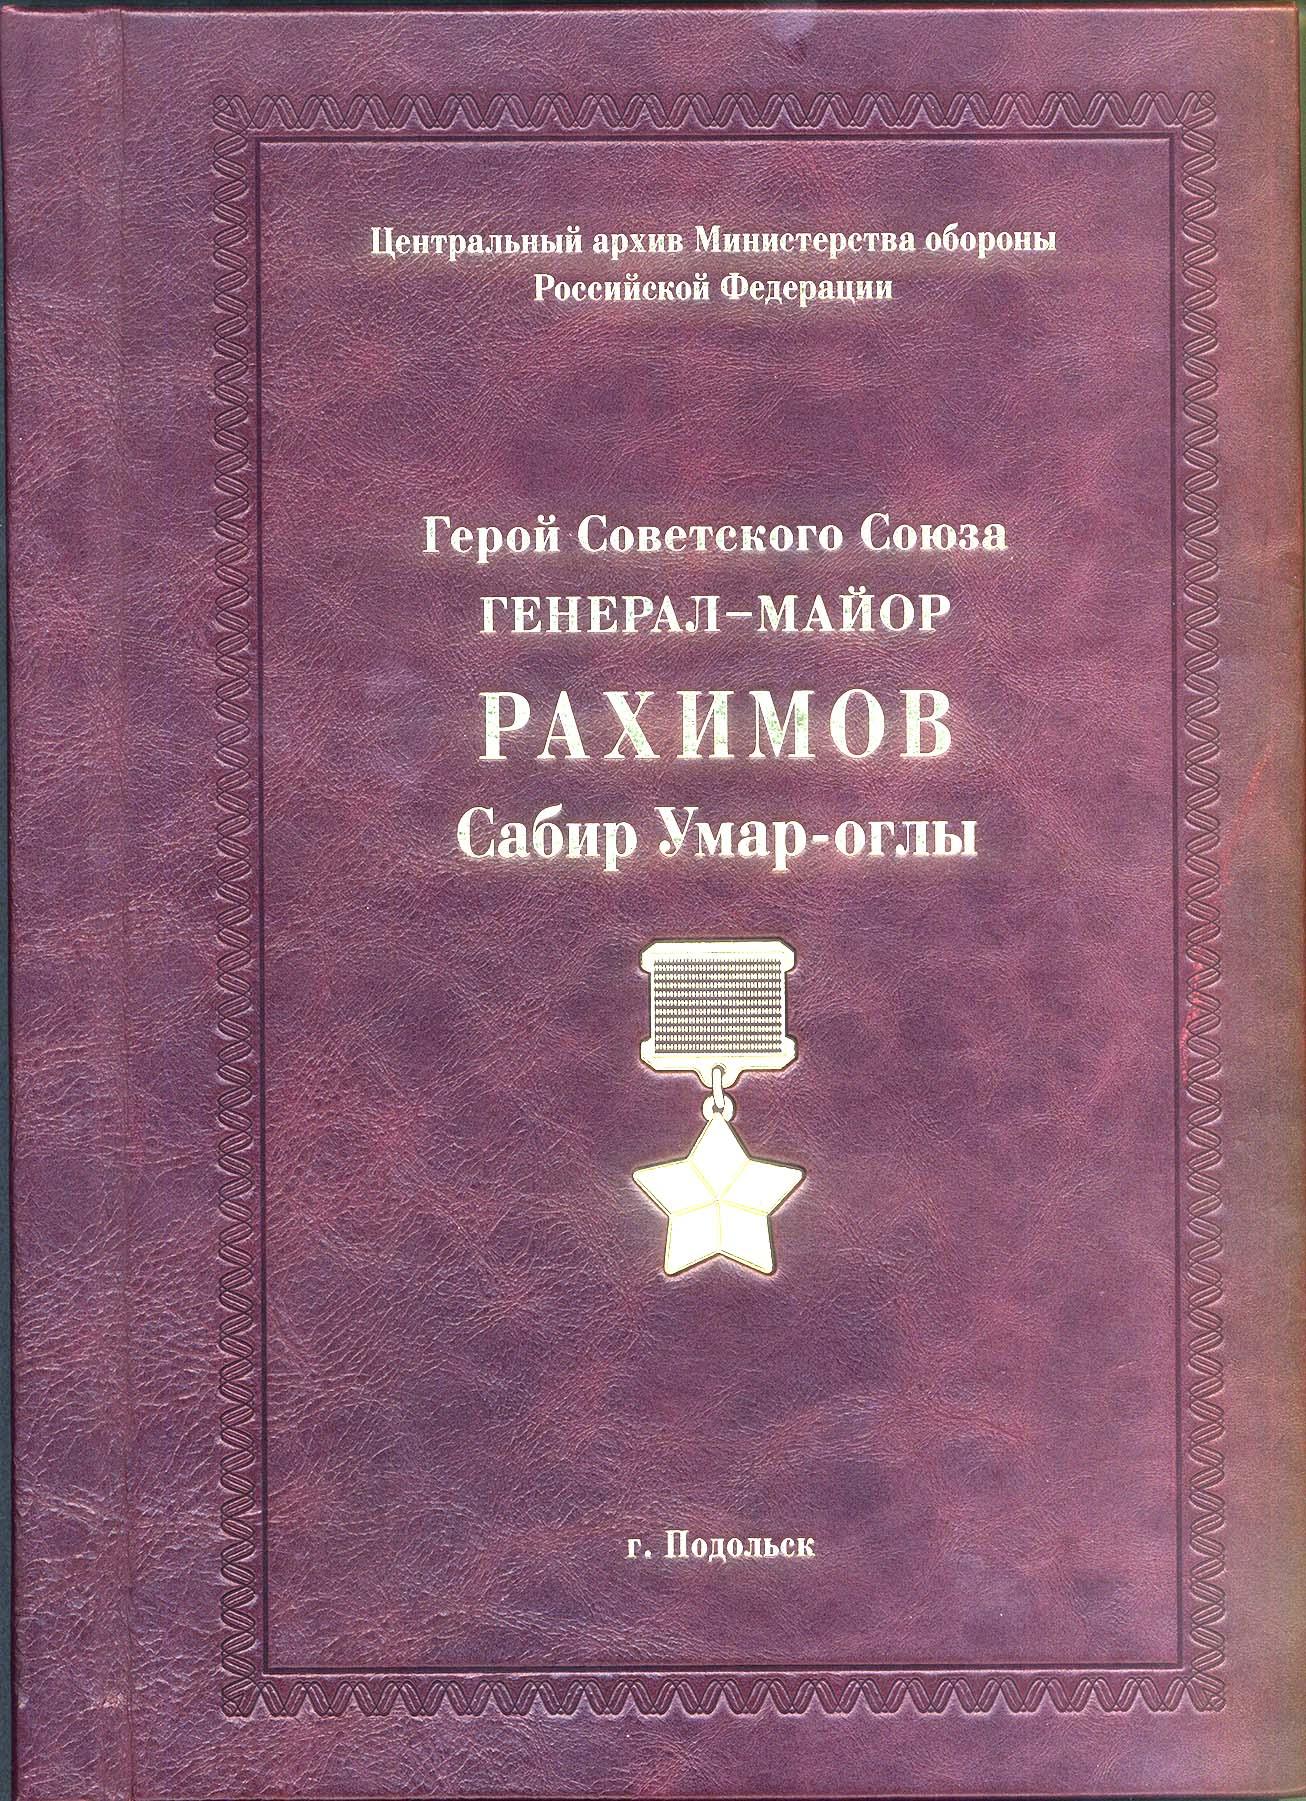 Центральный архив Министерства обороны
Российской Федерации
Герой Советского Союза
ГЕНЕРАЛ–МАЙОР
РАХИМОВ
Сабир Умар-оглы
г. Подольск